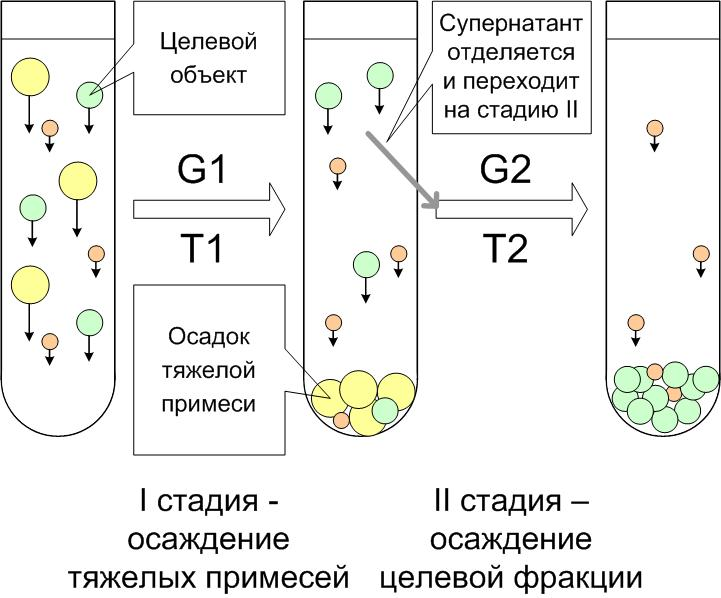 Целевой
объект
Супернатант
отделяется
и переходит
на стадию II
G1
T1
G2
T2
Осадок
тяжелой
примеси
I стадия -
осаждение
тяжелых примесей
II стадия –
осаждение
целевой фракции